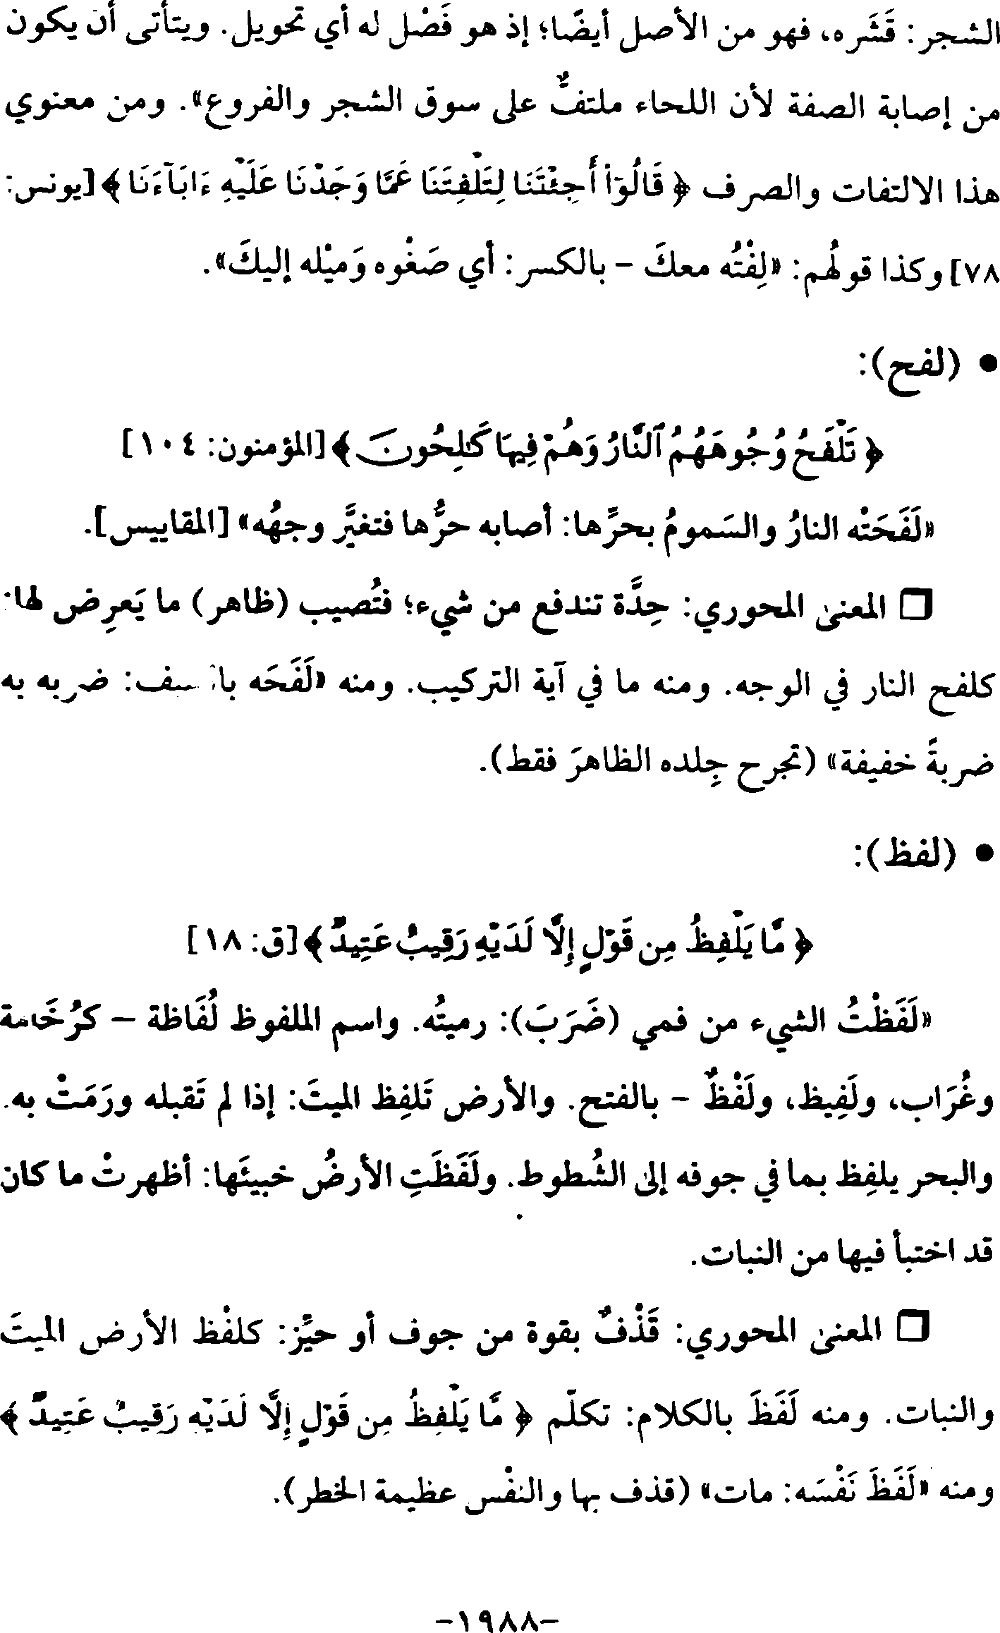 الشجر: قَشَره، فهو من الأصل أيضًا؛ إذ هو فَصْل له أي تحويل. ويتأتى أن يكون
من إصابة الصفة لأن اللحاء ملتفٌّ على سوق الشجر والفروع». ومن معنوي
هذا الالتفات والصرف ﴿ قَالُوٓا۟ أَجِئْتَنَا لِتَلْفِتَنَا عَمَّا وَجَدْنَا عَلَيْهِ ءَابَآءَنَا ﴾ [يونس:
٧٨] وكذا قولُهم: «لِفْتُه معكَ – بالكسر: أي صَغْوه وَميْله إليكَ».
• (لفح):
﴿ تَلْفَحُ وُجُوهَهُمُ ٱلنَّارُ وَهُمْ فِيهَا كَٰلِحُونَ ﴾ [المؤمنون: ١٠٤]
«لَفَحَتْه النارُ والسَمومُ بحرِّها: أصابه حرُّها فتغيَّر وجهُه» [المقاييس].
❒ المعنىٰ المحوري: حِدَّة تندفع من شيء؛ فتُصيب (ظاهر) ما يَعرِض لها:
كلفح النار في الوجه. ومنه ما في آية التركيب. ومنه «لَفَحَه بالسيف: ضربه به
ضربةً خفيفة» (تجرح جِلده الظاهرَ فقط).
• (لفظ):
﴿ مَّا يَلْفِظُ مِن قَوْلٍ إِلَّا لَدَيْهِ رَقِيبٌ عَتِيدٌ ﴾ [ق: ١٨]
«لَفَظْتُ الشيء من فمي (ضَرَبَ): رميتُه. واسم الملفوظ لُفَاظة – كرُخَامة
وغُرَاب، ولَفِيظ، ولَفْظٌ – بالفتح. والأرض تَلفِظ الميتَ: إذا لم تَقبله ورَمَتْ به.
والبحر يلفِظ بما في جوفه إلىٰ الشُطوط. ولَفَظَتِ الأرضُ خبيئَها: أظهرتْ ما كان
قد اختبأ فيها من النبات.
❒ المعنىٰ المحوري: قَذْفٌ بقوة من جوف أو حيِّز: كلفْظ الأرض الميتَ
والنبات. ومنه لَفَظَ بالكلام: تكلّم ﴿ مَّا يَلْفِظُ مِن قَوْلٍ إِلَّا لَدَيْهِ رَقِيبٌ عَتِيدٌ ﴾
ومنه «لَفَظَ نَفْسَه: مات» (قذف بها والنفْس عظيمة الخطر).
-١٩٨٨-